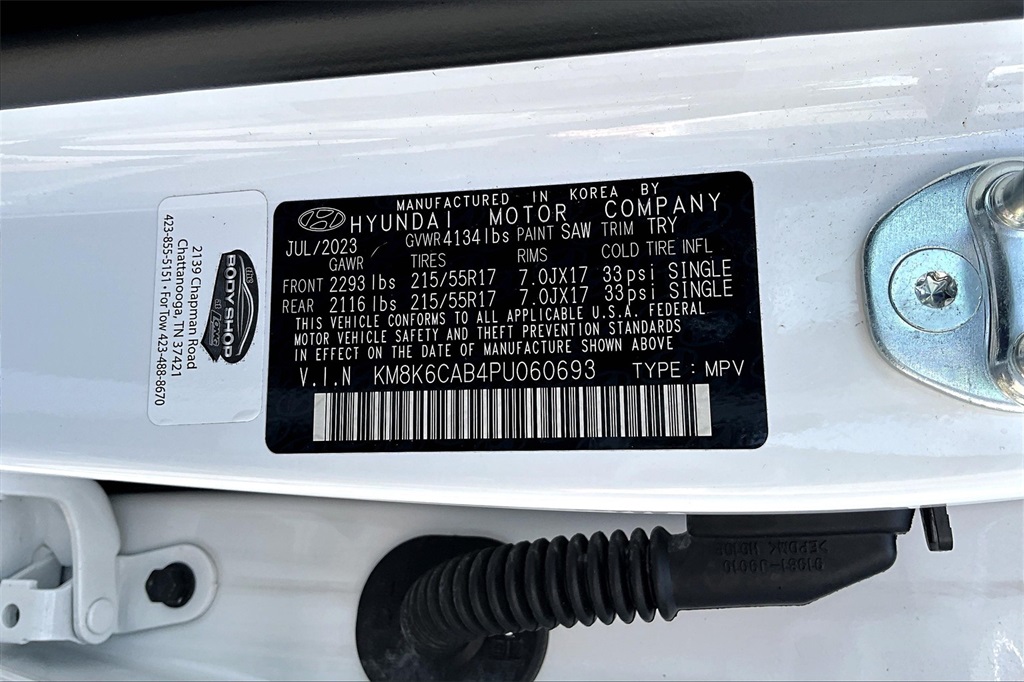 MANUFACTURED IN KOREA BY
HYUNDAI MOTOR COMPANY
JUL/2023 GVWR 4134 lbs PAINT SAW TRIM TRY
GAWR TIRES RIMS COLD TIRE INFL
FRONT 2293 lbs 215/55R17 7.0JX17 33 psi SINGLE
REAR 2116 lbs 215/55R17 7.0JX17 33 psi SINGLE
THIS VEHICLE CONFORMS TO ALL APPLICABLE U.S.A. FEDERAL
MOTOR VEHICLE SAFETY AND THEFT PREVENTION STANDARDS
IN EFFECT ON THE DATE OF MANUFACTURE SHOWN ABOVE
V.I.N KM8K6CAB4PU060693 TYPE : MPV
THE
BODY SHOP
2139 Chapman Road
Chattanooga, TN 37421
423-855-5151 • For Tow 423-488-8670